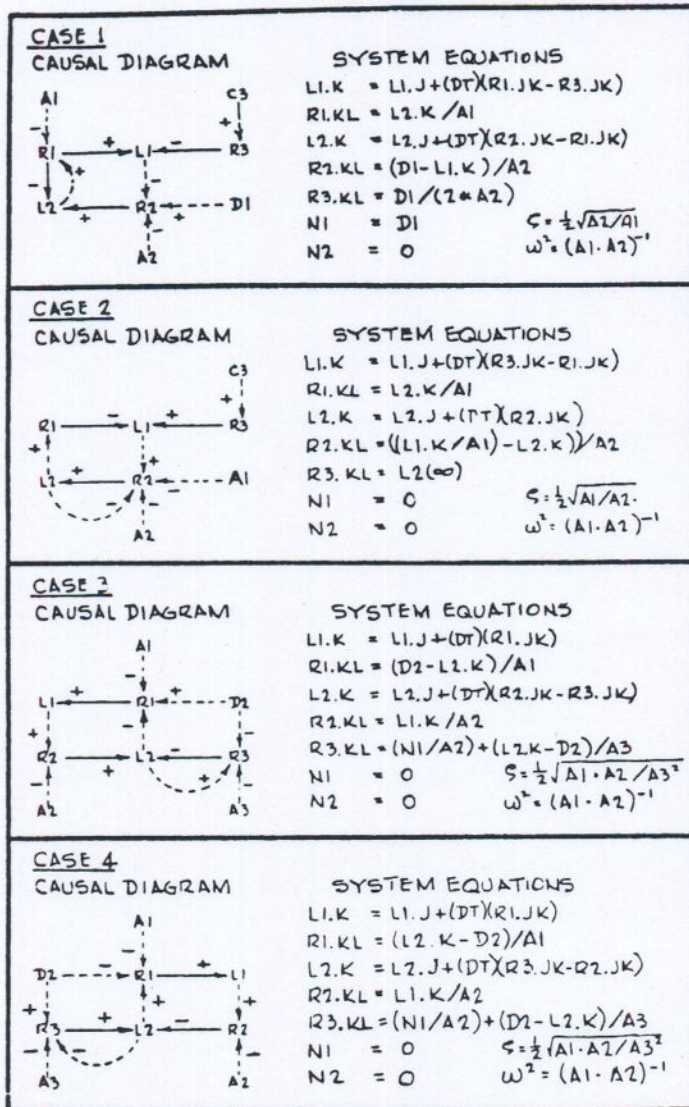 CASE 1
CAUSAL DIAGRAM
SYSTEM EQUATIONS
A1
C3
R1
L1
R3
L2
R2
D1
A2
L1.K = L1.J+(DT)(R1.JK-R3.JK)
R1.KL = L2.K/A1
L2.K = L2.J+(DT)(R2.JK-R1.JK)
R2.KL = (D1-L1.K)/A2
R3.KL = D1/(2*A2)
N1 = D1 ζ=½√A2/A1
N2 = 0 ω²=(A1·A2)⁻¹
CASE 2
CAUSAL DIAGRAM
SYSTEM EQUATIONS
C3
R1
L1
R3
L2
R2
A1
A2
L1.K = L1.J+(DT)(R3.JK-R1.JK)
R1.KL = L2.K/A1
L2.K = L2.J+(DT)(R2.JK)
R2.KL = ((L1.K/A1)-L2.K))/A2
R3.KL = L2(∞)
N1 = 0 ζ=½√A1/A2.
N2 = 0 ω²=(A1·A2)⁻¹
CASE 3
CAUSAL DIAGRAM
SYSTEM EQUATIONS
A1
L1
R1
D2
R2
L2
R3
A2
A3
L1.K = L1.J+(DT)(R1.JK)
R1.KL = (D2-L2.K)/A1
L2.K = L2.J+(DT)(R2.JK-R3.JK)
R2.KL = L1.K/A2
R3.KL=(N1/A2)+(L2.K-D2)/A3
N1 = 0 ζ=½√A1·A2/A3²
N2 = 0 ω²=(A1·A2)⁻¹
CASE 4
CAUSAL DIAGRAM
SYSTEM EQUATIONS
A1
D2
R1
L1
R3
L2
R2
A3
A2
L1.K = L1.J+(DT)(R1.JK)
R1.KL = (L2.K-D2)/A1
L2.K = L2.J+(DT)(R3.JK-R2.JK)
R2.KL = L1.K/A2
R3.KL=(N1/A2)+(D2-L2.K)/A3
N1 = 0 ζ=½√A1·A2/A3²
N2 = 0 ω²=(A1·A2)⁻¹